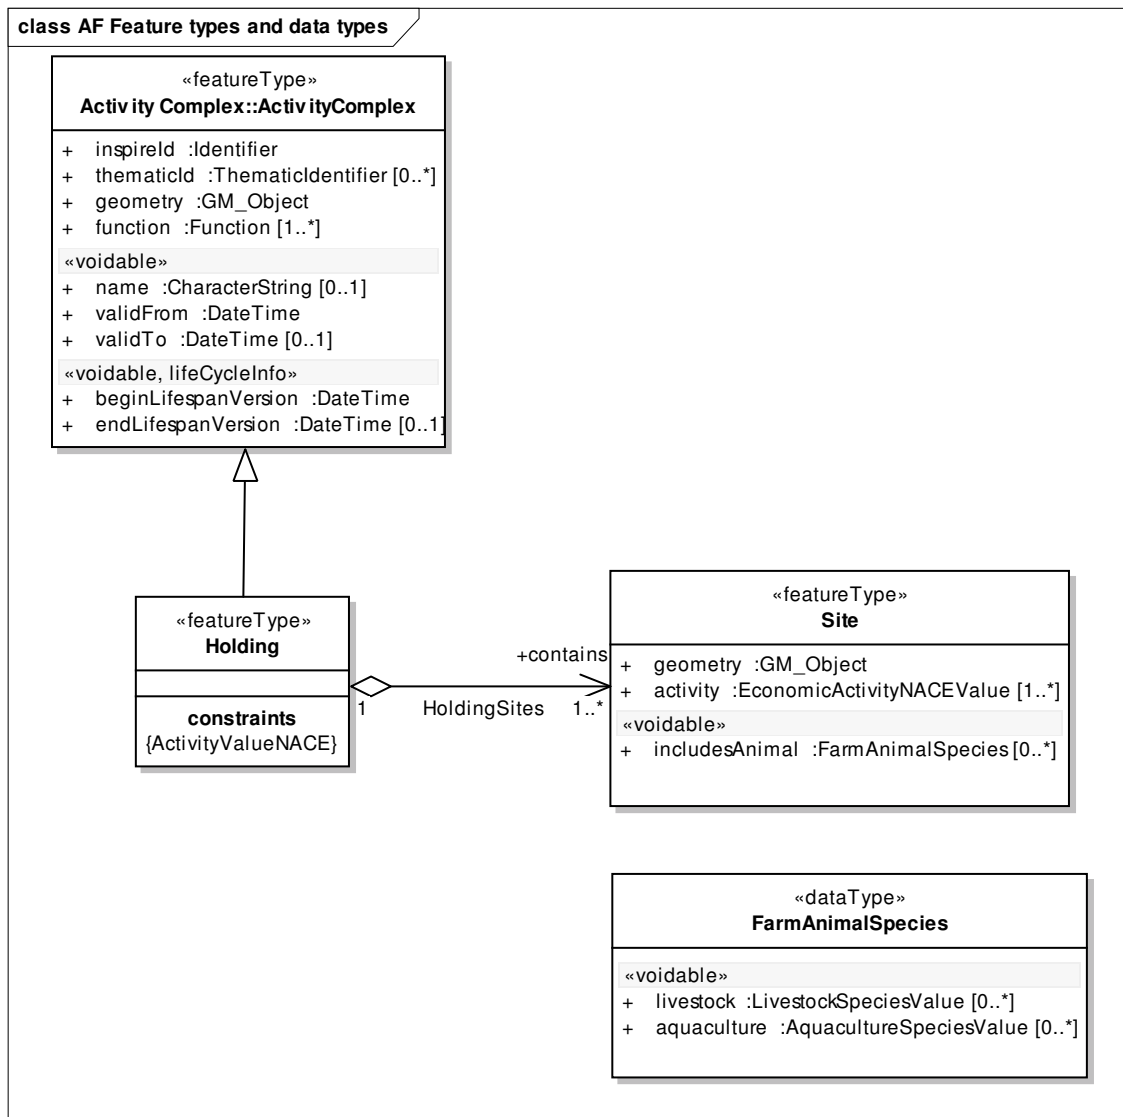 class AF Feature types and data types
«featureType»
Activity Complex::ActivityComplex
+ inspireId :Identifier
+ thematicId :ThematicIdentifier [0..*]
+ geometry :GM_Object
+ function :Function [1..*]
«voidable»
+ name :CharacterString [0..1]
+ validFrom :DateTime
+ validTo :DateTime [0..1]
«voidable, lifeCycleInfo»
+ beginLifespanVersion :DateTime
+ endLifespanVersion :DateTime [0..1]
«featureType»
Holding
constraints
{ActivityValueNACE}
+contains
1
HoldingSites
1..*
«featureType»
Site
+ geometry :GM_Object
+ activity :EconomicActivityNACEValue [1..*]
«voidable»
+ includesAnimal :FarmAnimalSpecies [0..*]
«dataType»
FarmAnimalSpecies
«voidable»
+ livestock :LivestockSpeciesValue [0..*]
+ aquaculture :AquacultureSpeciesValue [0..*]